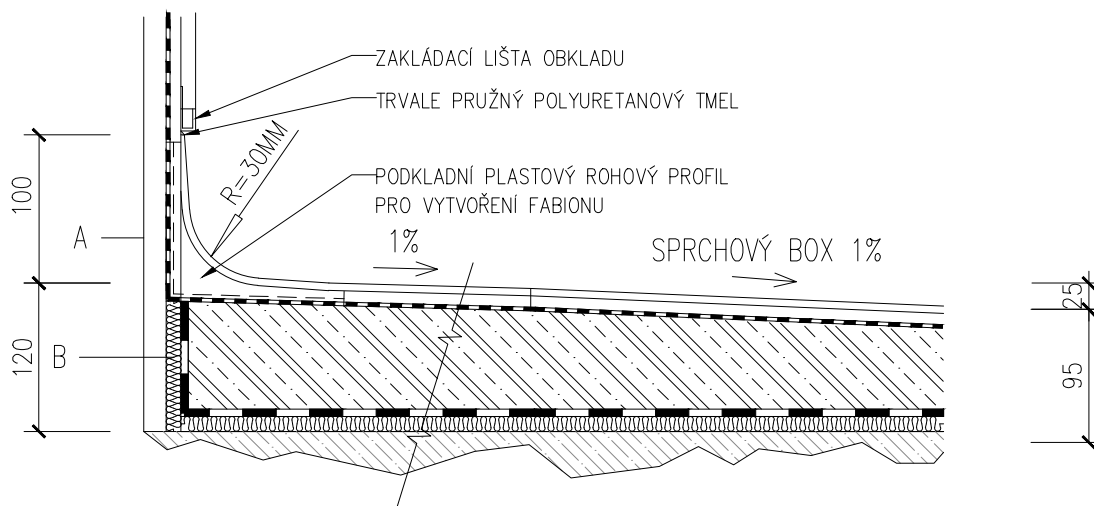 ZAKLÁDACÍ LIŠTA OBKLADU
TRVALE PRUŽNÝ POLYURETANOVÝ TMEL
R=30MM
PODKLADNÍ PLASTOVÝ ROHOVÝ PROFIL
PRO VYTVOŘENÍ FABIONU
100
A
1%
SPRCHOVÝ BOX 1%
25
120
B
95